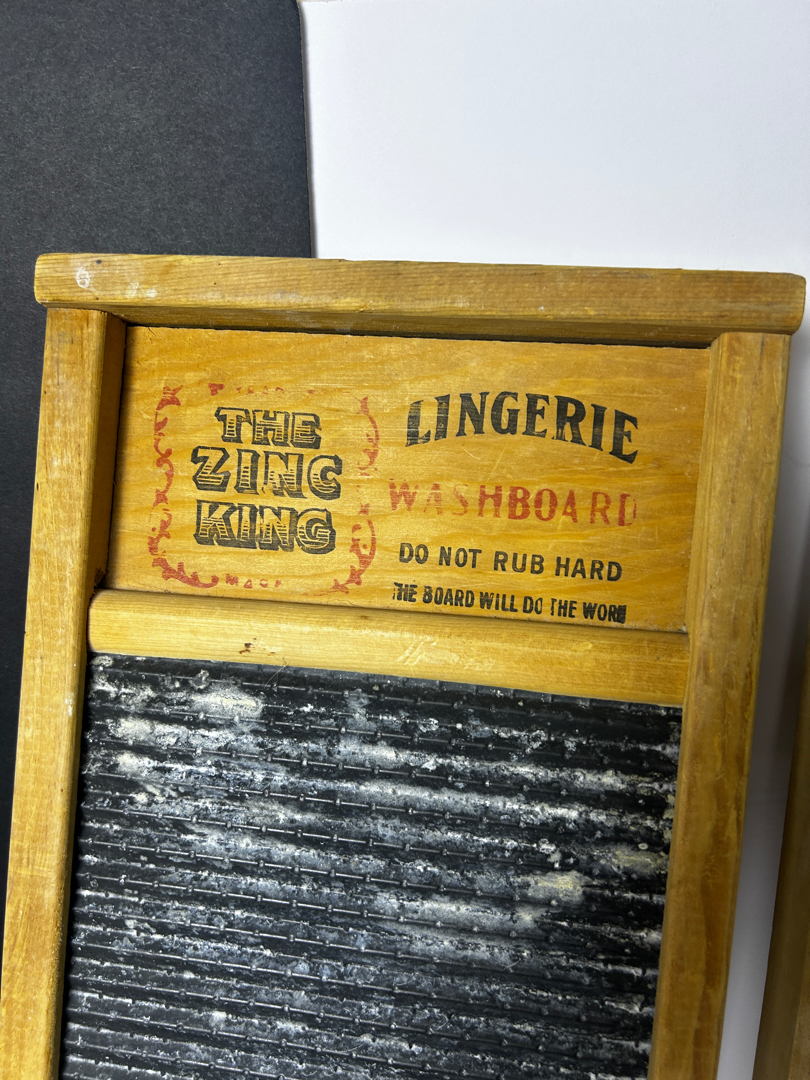 THE
ZINC
KING
LINGERIE
WASHBOARD
DO NOT RUB HARD
THE BOARD WILL DO THE WORK